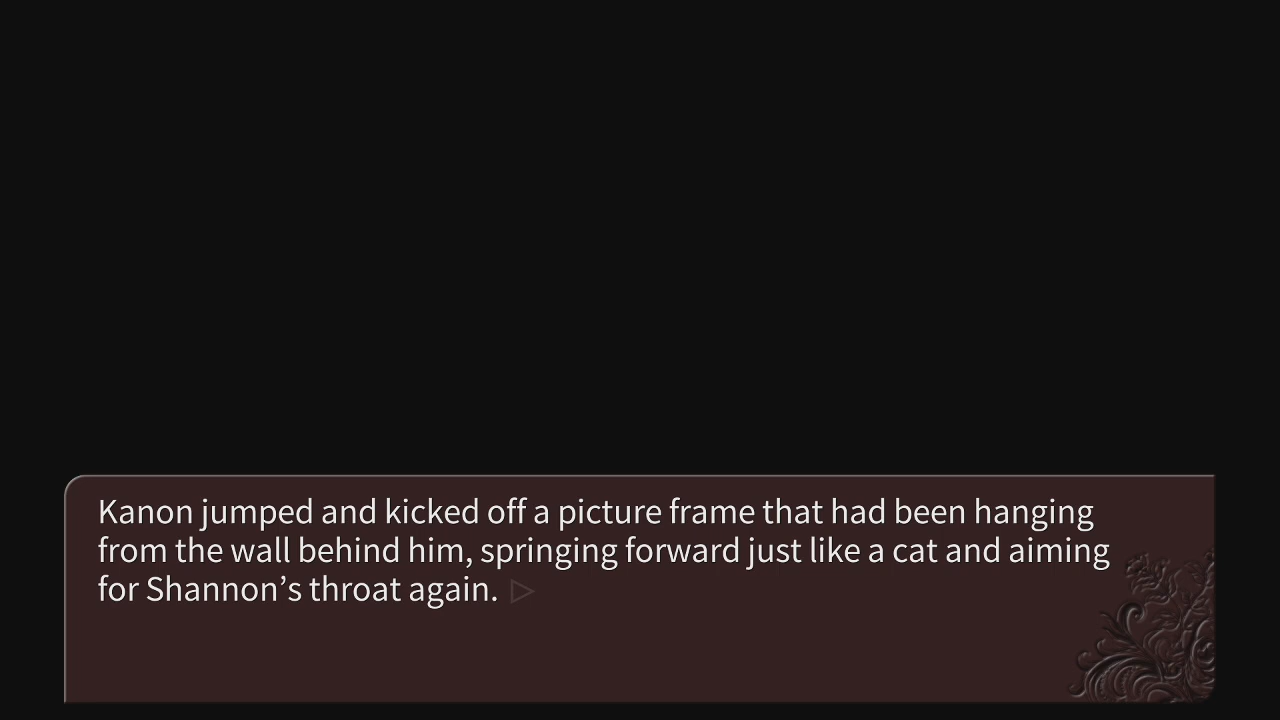 Kanon jumped and kicked off a picture frame that had been hanging
from the wall behind him, springing forward just like a cat and aiming
for Shannon’s throat again.